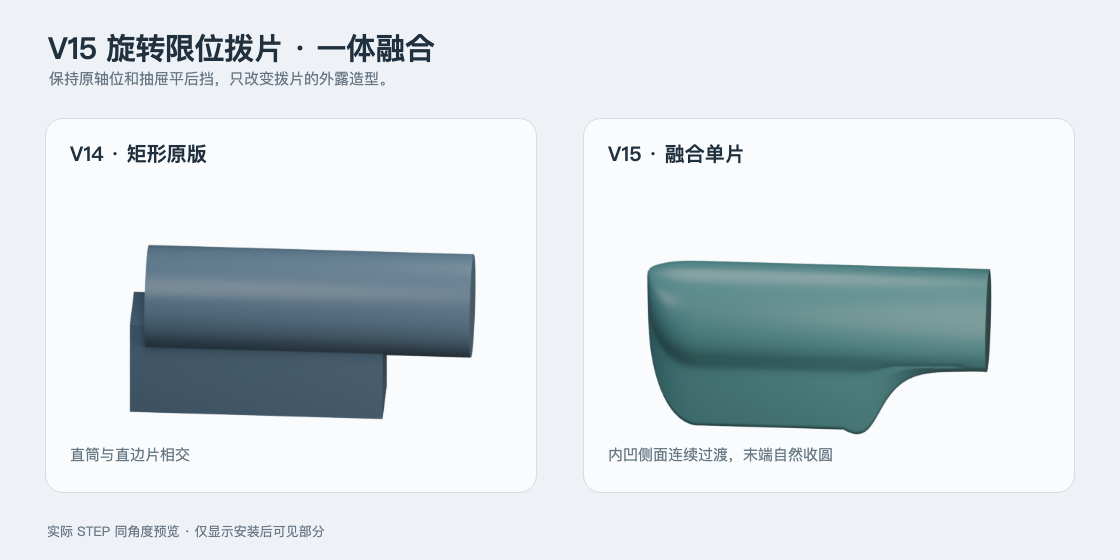 V15 旋转限位拨片 · 一体融合
保持原轴位和抽屉平后挡，只改变拨片的外露造型。
V14 · 矩形原版
V15 · 融合单片
直筒与直边片相交
内凹侧面连续过渡，末端自然收圆
实际 STEP 同角度预览 · 仅显示安装后可见部分